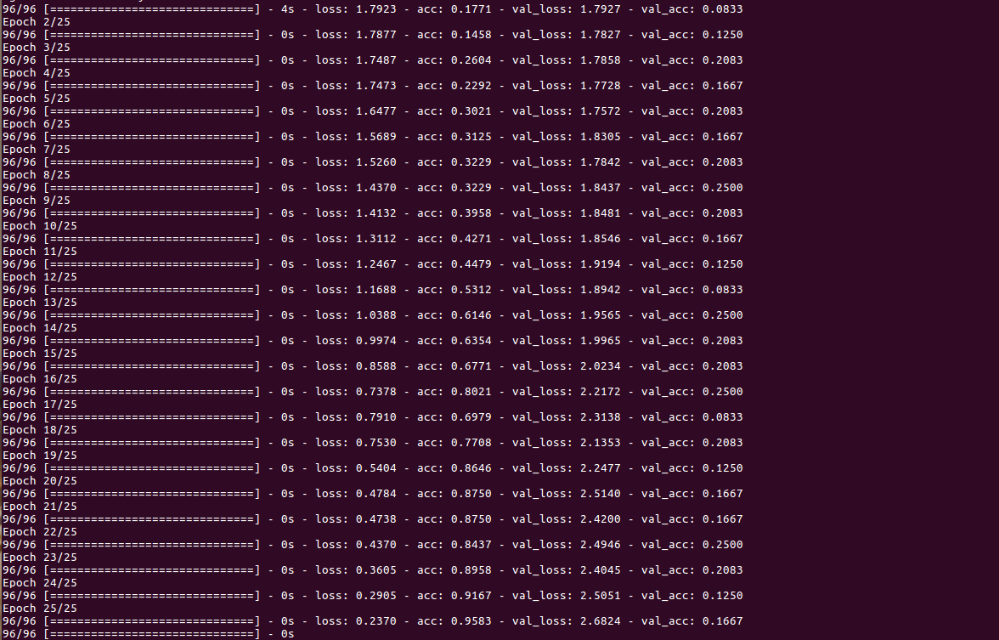 96/96 [==============================] - 4s - loss: 1.7923 - acc: 0.1771 - val_loss: 1.7927 - val_acc: 0.0833
Epoch 2/25
96/96 [==============================] - 0s - loss: 1.7877 - acc: 0.1458 - val_loss: 1.7827 - val_acc: 0.1250
Epoch 3/25
96/96 [==============================] - 0s - loss: 1.7487 - acc: 0.2604 - val_loss: 1.7858 - val_acc: 0.2083
Epoch 4/25
96/96 [==============================] - 0s - loss: 1.7473 - acc: 0.2292 - val_loss: 1.7728 - val_acc: 0.1667
Epoch 5/25
96/96 [==============================] - 0s - loss: 1.6477 - acc: 0.3021 - val_loss: 1.7572 - val_acc: 0.2083
Epoch 6/25
96/96 [==============================] - 0s - loss: 1.5689 - acc: 0.3125 - val_loss: 1.8305 - val_acc: 0.1667
Epoch 7/25
96/96 [==============================] - 0s - loss: 1.5260 - acc: 0.3229 - val_loss: 1.7842 - val_acc: 0.2083
Epoch 8/25
96/96 [==============================] - 0s - loss: 1.4370 - acc: 0.3229 - val_loss: 1.8437 - val_acc: 0.2500
Epoch 9/25
96/96 [==============================] - 0s - loss: 1.4132 - acc: 0.3958 - val_loss: 1.8481 - val_acc: 0.2083
Epoch 10/25
96/96 [==============================] - 0s - loss: 1.3112 - acc: 0.4271 - val_loss: 1.8546 - val_acc: 0.1667
Epoch 11/25
96/96 [==============================] - 0s - loss: 1.2467 - acc: 0.4479 - val_loss: 1.9194 - val_acc: 0.1250
Epoch 12/25
96/96 [==============================] - 0s - loss: 1.1688 - acc: 0.5312 - val_loss: 1.8942 - val_acc: 0.0833
Epoch 13/25
96/96 [==============================] - 0s - loss: 1.0388 - acc: 0.6146 - val_loss: 1.9565 - val_acc: 0.2500
Epoch 14/25
96/96 [==============================] - 0s - loss: 0.9974 - acc: 0.6354 - val_loss: 1.9965 - val_acc: 0.2083
Epoch 15/25
96/96 [==============================] - 0s - loss: 0.8588 - acc: 0.6771 - val_loss: 2.0234 - val_acc: 0.2083
Epoch 16/25
96/96 [==============================] - 0s - loss: 0.7378 - acc: 0.8021 - val_loss: 2.2172 - val_acc: 0.2500
Epoch 17/25
96/96 [==============================] - 0s - loss: 0.7910 - acc: 0.6979 - val_loss: 2.3138 - val_acc: 0.0833
Epoch 18/25
96/96 [==============================] - 0s - loss: 0.7530 - acc: 0.7708 - val_loss: 2.1353 - val_acc: 0.2083
Epoch 19/25
96/96 [==============================] - 0s - loss: 0.5404 - acc: 0.8646 - val_loss: 2.2477 - val_acc: 0.1250
Epoch 20/25
96/96 [==============================] - 0s - loss: 0.4784 - acc: 0.8750 - val_loss: 2.5140 - val_acc: 0.1667
Epoch 21/25
96/96 [==============================] - 0s - loss: 0.4738 - acc: 0.8750 - val_loss: 2.4200 - val_acc: 0.1667
Epoch 22/25
96/96 [==============================] - 0s - loss: 0.4370 - acc: 0.8437 - val_loss: 2.4946 - val_acc: 0.2500
Epoch 23/25
96/96 [==============================] - 0s - loss: 0.3605 - acc: 0.8958 - val_loss: 2.4045 - val_acc: 0.2083
Epoch 24/25
96/96 [==============================] - 0s - loss: 0.2905 - acc: 0.9167 - val_loss: 2.5051 - val_acc: 0.1250
Epoch 25/25
96/96 [==============================] - 0s - loss: 0.2370 - acc: 0.9583 - val_loss: 2.6824 - val_acc: 0.1667
96/96 [==============================] - 0s